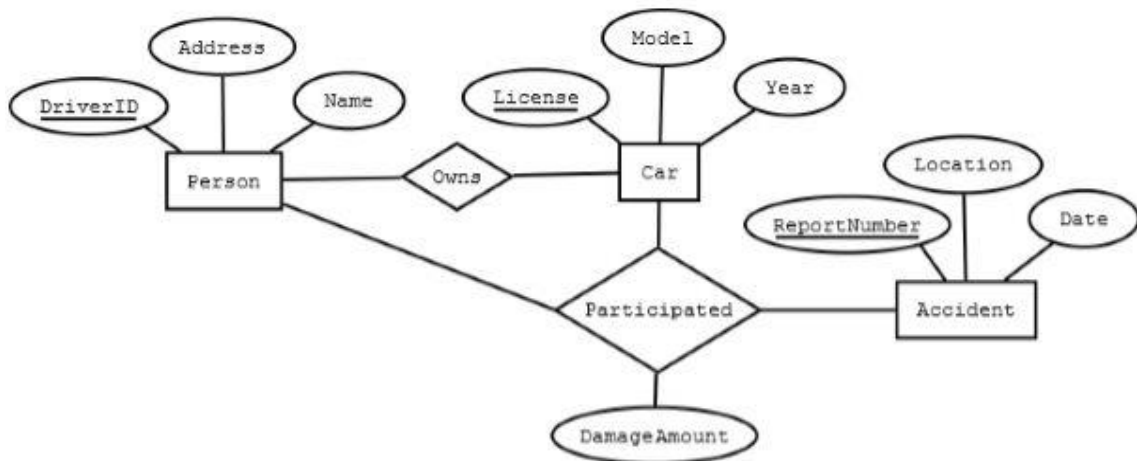 Model
Address
Year
License
DriverID
Name
Location
Person
Owns
Car
Date
ReportNumber
Participated
Accident
DamageAmount